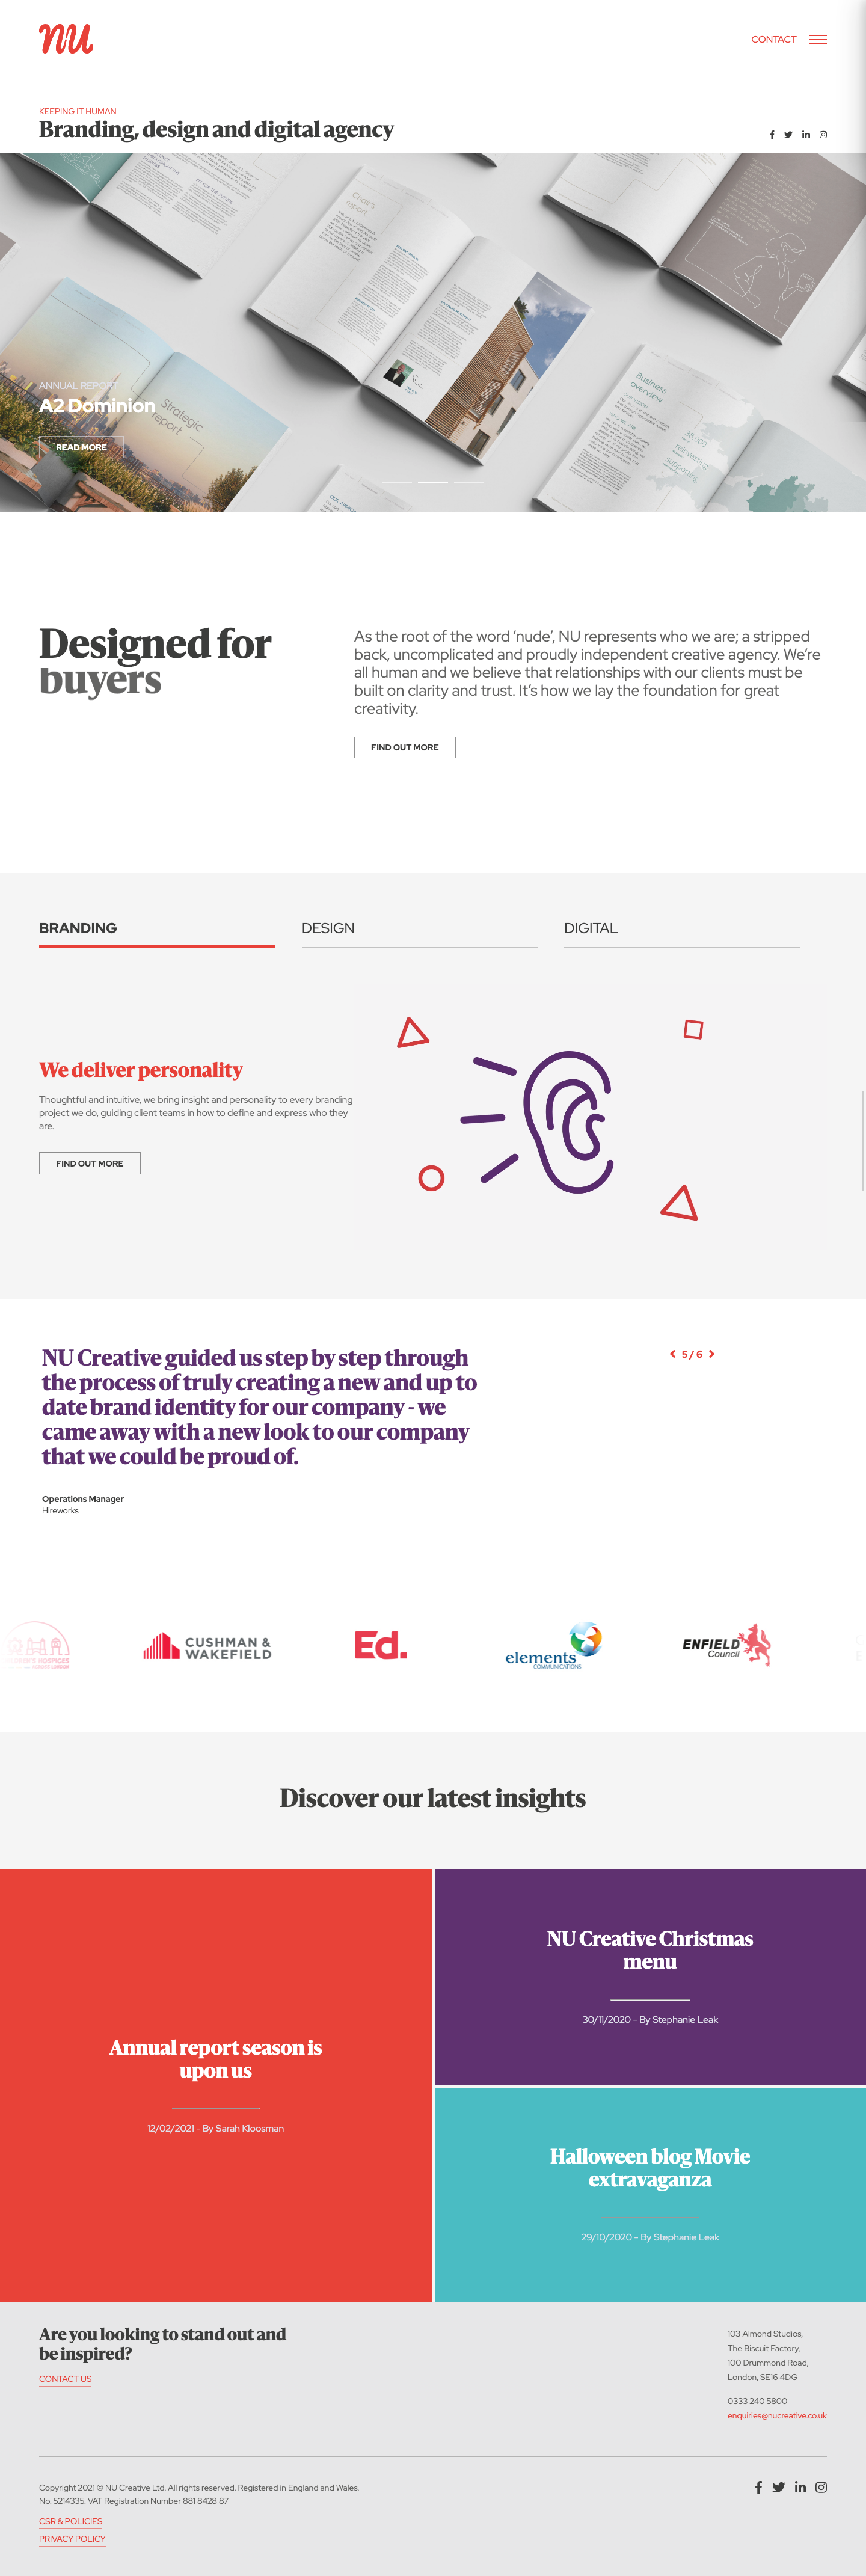 nu
CONTACT
KEEPING IT HUMAN
Branding, design and digital agency
Chair's
report
Strategic
report
Business
overview
ANNUAL REPORT
A2 Dominion
READ MORE
Designed for
buyers
As the root of the word ‘nude’, NU represents who we are; a stripped
back, uncomplicated and proudly independent creative agency. We’re
all human and we believe that relationships with our clients must be
built on clarity and trust. It’s how we lay the foundation for great
creativity.
FIND OUT MORE
BRANDING
DESIGN
DIGITAL
We deliver personality
Thoughtful and intuitive, we bring insight and personality to every branding
project we do, guiding client teams in how to define and express who they
are.
FIND OUT MORE
NU Creative guided us step by step through
the process of truly creating a new and up to
date brand identity for our company - we
came away with a new look to our company
that we could be proud of.
5/6
Operations Manager
Hireworks
CUSHMAN &
WAKEFIELD
Ed.
elements
COMMUNICATIONS
ENFIELD
Council
Discover our latest insights
Annual report season is
upon us
12/02/2021 - By Sarah Kloosman
NU Creative Christmas
menu
30/11/2020 - By Stephanie Leak
Halloween blog Movie
extravaganza
29/10/2020 - By Stephanie Leak
Are you looking to stand out and
be inspired?
CONTACT US
103 Almond Studios,
The Biscuit Factory,
100 Drummond Road,
London, SE16 4DG
0333 240 5800
enquiries@nucreative.co.uk
Copyright 2021 © NU Creative Ltd. All rights reserved. Registered in England and Wales.
No. 5214335. VAT Registration Number 881 8428 87
CSR & POLICIES
PRIVACY POLICY